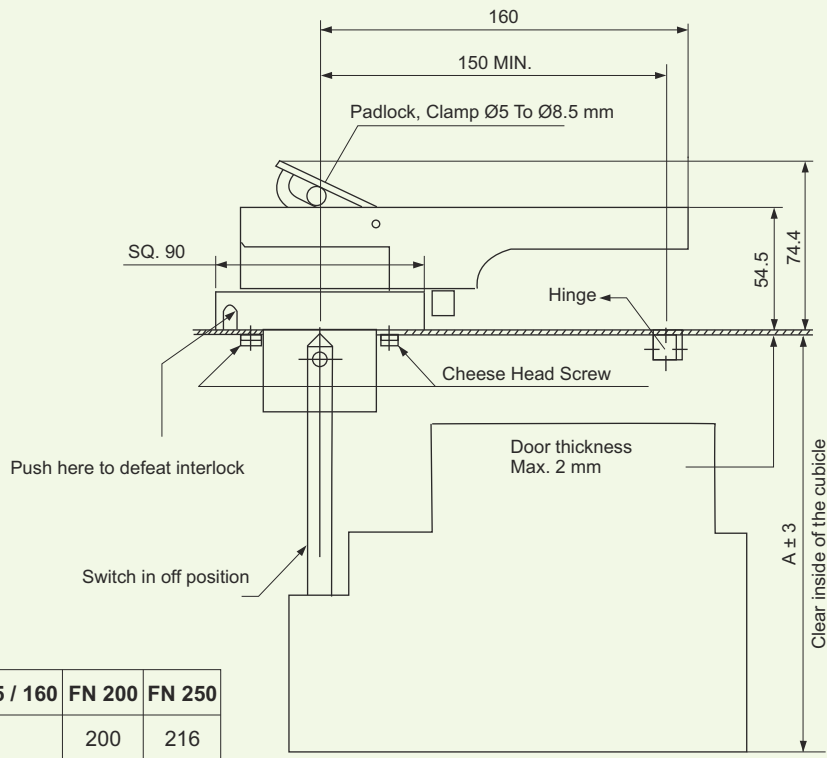 160
150 MIN.
Padlock, Clamp Ø5 To Ø8.5 mm
SQ. 90
54.5
74.4
Hinge
Cheese Head Screw
Push here to defeat interlock
Door thickness
Max. 2 mm
A ± 3
Clear inside of the cubicle
Switch in off position
/ 160 FN 200 FN 250
200 216